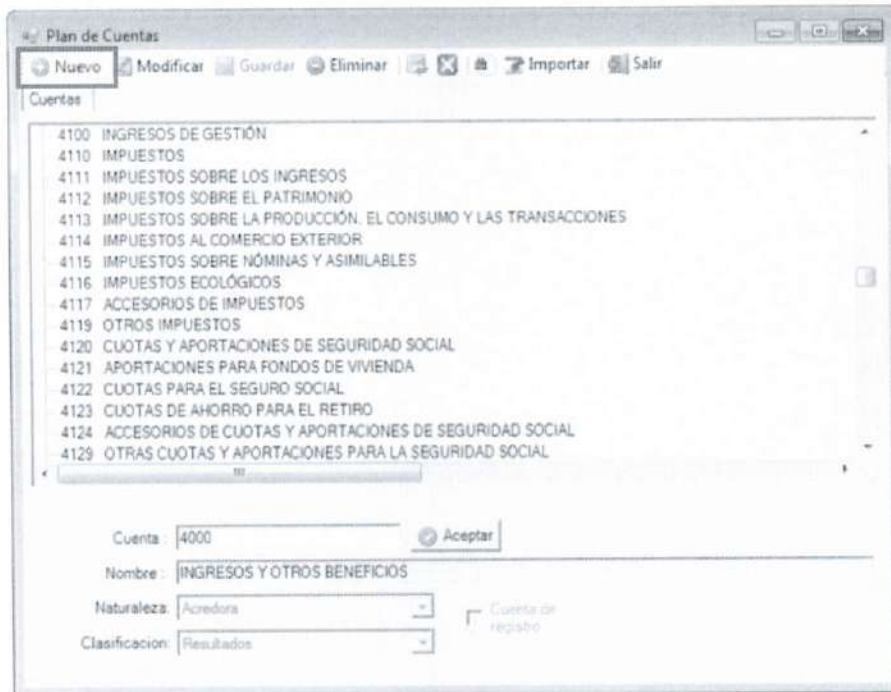 Plan de Cuentas
Nuevo Modificar Guardar Eliminar Importar Salir
Cuentas
4100 INGRESOS DE GESTIÓN
4110 IMPUESTOS
4111 IMPUESTOS SOBRE LOS INGRESOS
4112 IMPUESTOS SOBRE EL PATRIMONIO
4113 IMPUESTOS SOBRE LA PRODUCCIÓN. EL CONSUMO Y LAS TRANSACCIONES
4114 IMPUESTOS AL COMERCIO EXTERIOR
4115 IMPUESTOS SOBRE NÓMINAS Y ASIMILABLES
4116 IMPUESTOS ECOLÓGICOS
4117 ACCESORIOS DE IMPUESTOS
4119 OTROS IMPUESTOS
4120 CUOTAS Y APORTACIONES DE SEGURIDAD SOCIAL
4121 APORTACIONES PARA FONDOS DE VIVIENDA
4122 CUOTAS PARA EL SEGURO SOCIAL
4123 CUOTAS DE AHORRO PARA EL RETIRO
4124 ACCESORIOS DE CUOTAS Y APORTACIONES DE SEGURIDAD SOCIAL
4129 OTRAS CUOTAS Y APORTACIONES PARA LA SEGURIDAD SOCIAL
Cuenta : 4000 Aceptar
Nombre : INGRESOS Y OTROS BENEFICIOS
Naturaleza: Acredora
Cuenta de
registro
Clasificacion: Resultados